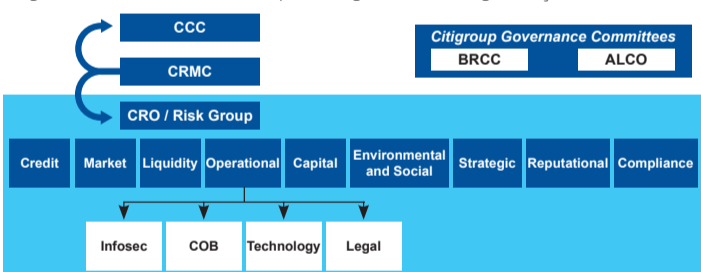 CCC
Citigroup Governance Committees
BRCC
ALCO
CRMC
CRO / Risk Group
Credit
Market
Liquidity
Operational
Capital
Environmental
and Social
Strategic
Reputational
Compliance
Infosec
COB
Technology
Legal